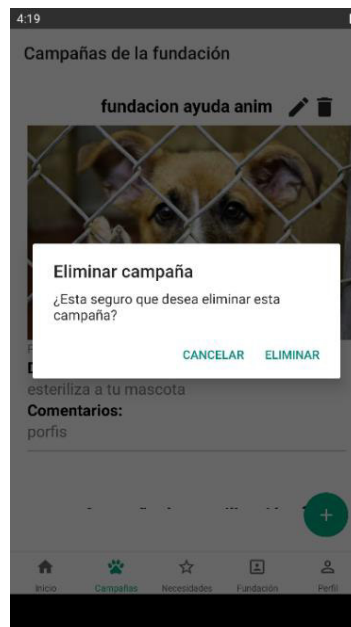 4:19
Campañas de la fundación
fundacion ayuda anim
Eliminar campaña
¿Esta seguro que desea eliminar esta
campaña?
CANCELAR ELIMINAR
esteriliza a tu mascota
Comentarios:
porfis
+
Inicio Campañas Necesidades Fundación Perfil